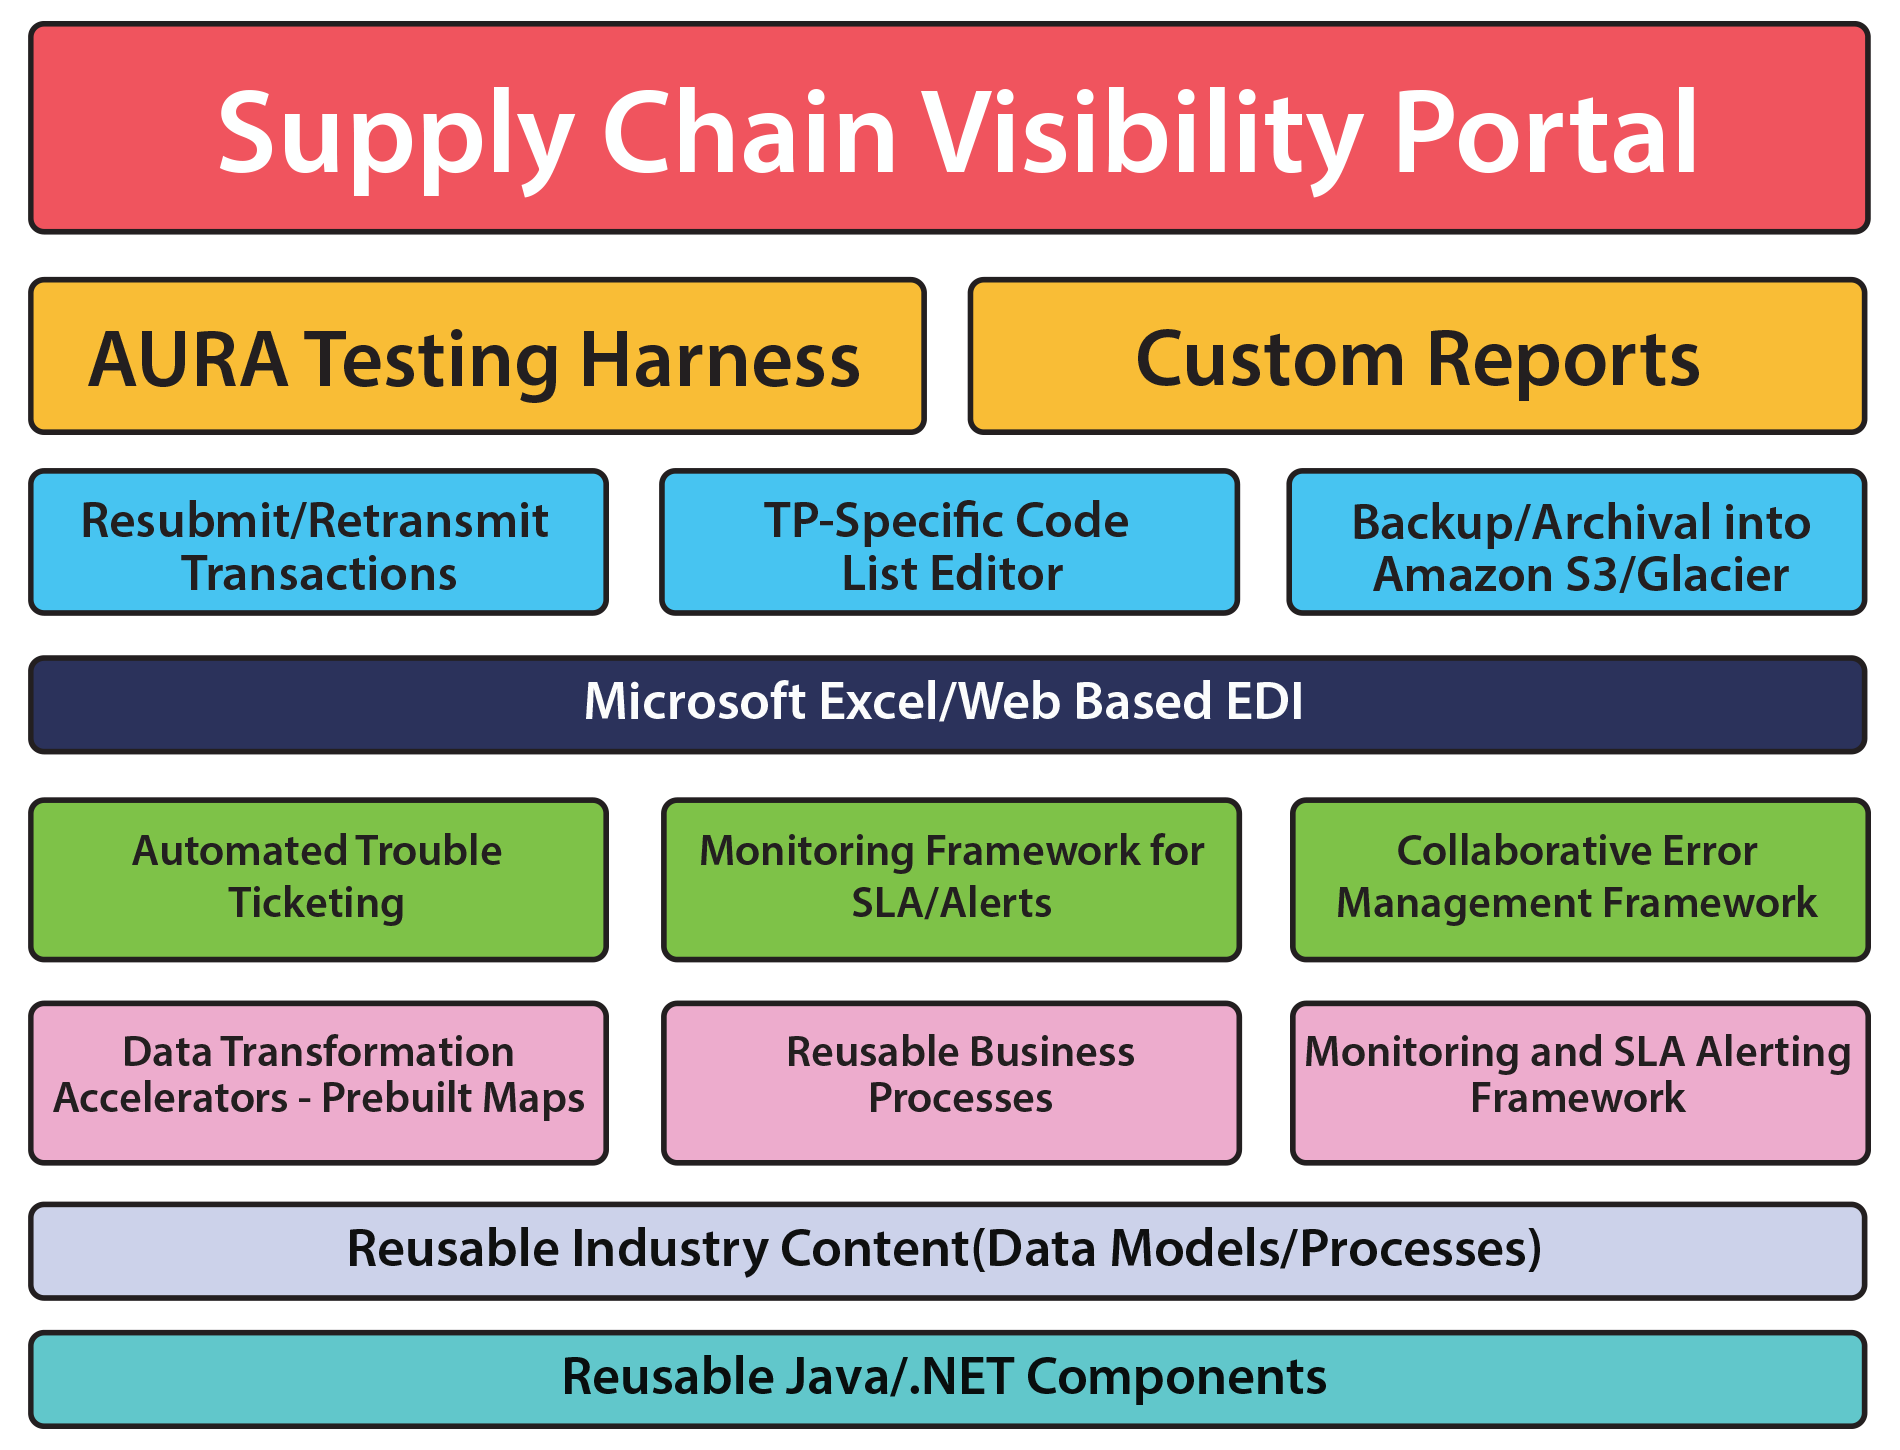 Supply Chain Visibility Portal
AURA Testing Harness
Custom Reports
Resubmit/Retransmit
Transactions
TP-Specific Code
List Editor
Backup/Archival into
Amazon S3/Glacier
Microsoft Excel/Web Based EDI
Automated Trouble
Ticketing
Monitoring Framework for
SLA/Alerts
Collaborative Error
Management Framework
Data Transformation
Accelerators - Prebuilt Maps
Reusable Business
Processes
Monitoring and SLA Alerting
Framework
Reusable Industry Content(Data Models/Processes)
Reusable Java/.NET Components